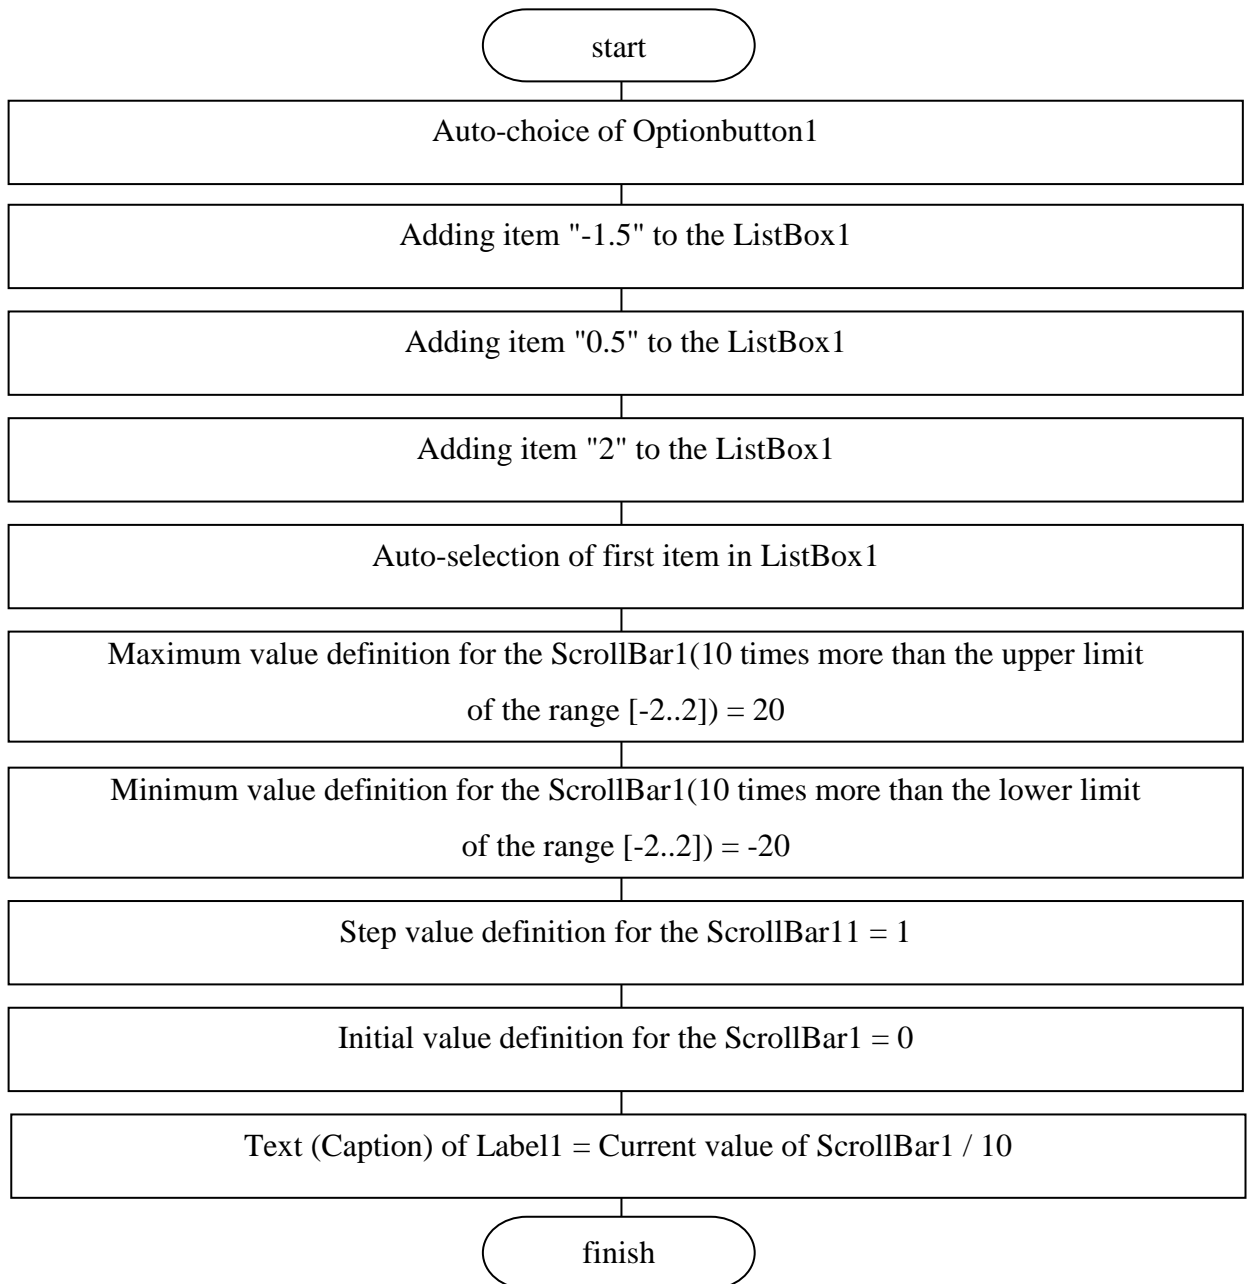 start
Auto-choice of Optionbutton1
Adding item "-1.5" to the ListBox1
Adding item "0.5" to the ListBox1
Adding item "2" to the ListBox1
Auto-selection of first item in ListBox1
Maximum value definition for the ScrollBar1(10 times more than the upper limit
of the range [-2..2]) = 20
Minimum value definition for the ScrollBar1(10 times more than the lower limit
of the range [-2..2]) = -20
Step value definition for the ScrollBar11 = 1
Initial value definition for the ScrollBar1 = 0
Text (Caption) of Label1 = Current value of ScrollBar1 / 10
finish